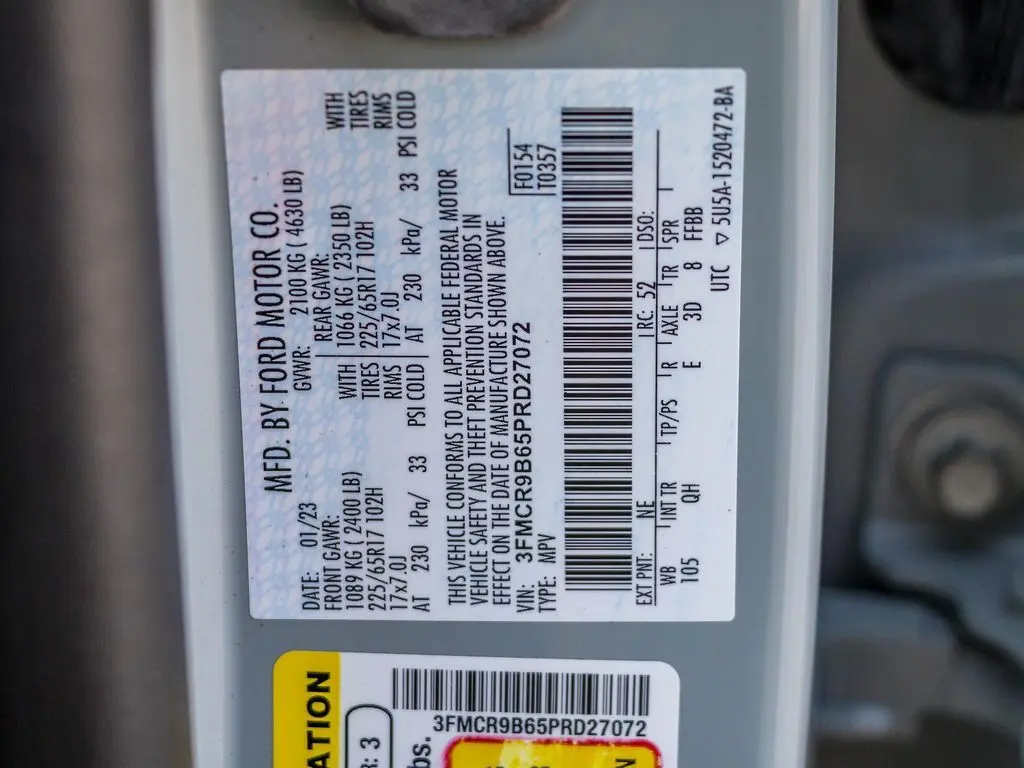 MFD. BY FORD MOTOR CO.
DATE: 01/23 GVWR: 2100 KG ( 4630 LB)
FRONT GAWR: REAR GAWR:
1089 KG ( 2400 LB) WITH 1066 KG ( 2350 LB) WITH
225/65R17 102H TIRES 225/65R17 102H TIRES
17x7.0J RIMS 17x7.0J RIMS
AT 230 kPa/ 33 PSI COLD AT 230 kPa/ 33 PSI COLD
THIS VEHICLE CONFORMS TO ALL APPLICABLE FEDERAL MOTOR
VEHICLE SAFETY AND THEFT PREVENTION STANDARDS IN
EFFECT ON THE DATE OF MANUFACTURE SHOWN ABOVE.
VIN: 3FMCR9B65PRD27072
TYPE: MPV
F0154
T0357
EXT PNT: NE RC: 52 DSO:
WB INT TR TP/PS R AXLE TR SPR
105 QH E 3D 8 FFBB
UTC ▽ 5U5A-1520472-BA
3FMCR9B65PRD27072
ATION
R: 3
bs.